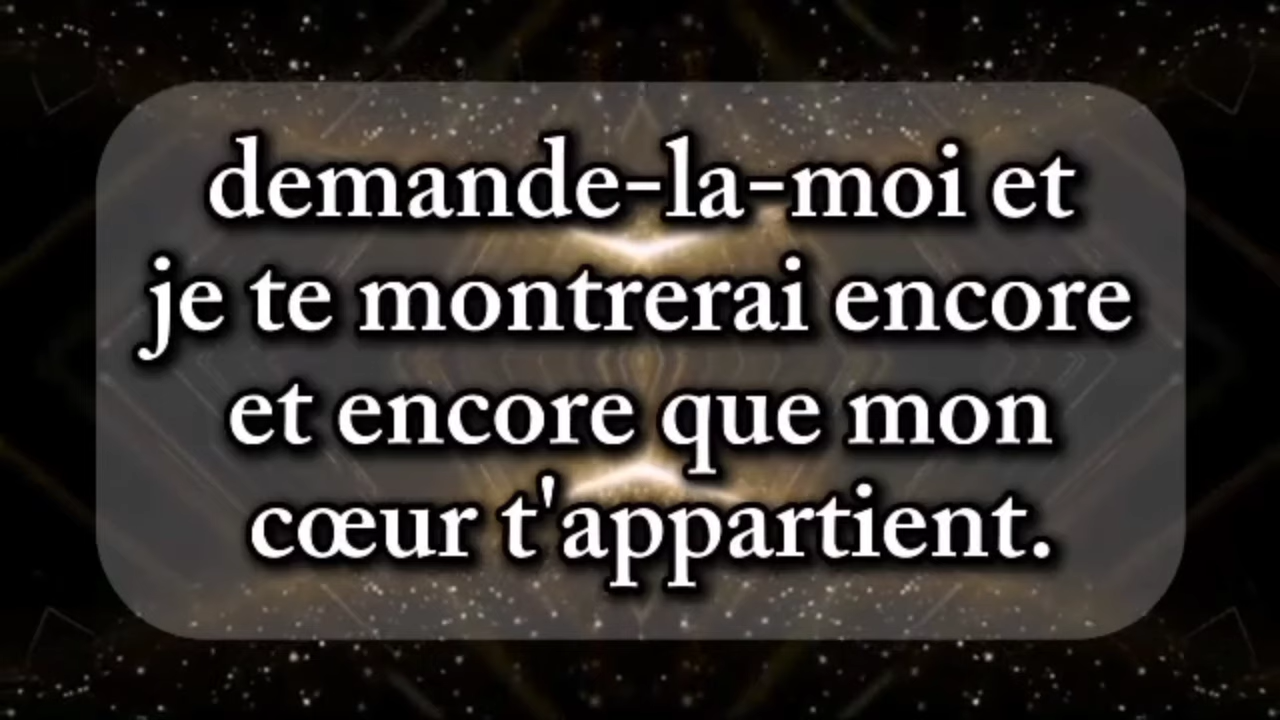 demande-la-moi et
je te montrerai encore
et encore que mon
cœur t'appartient.